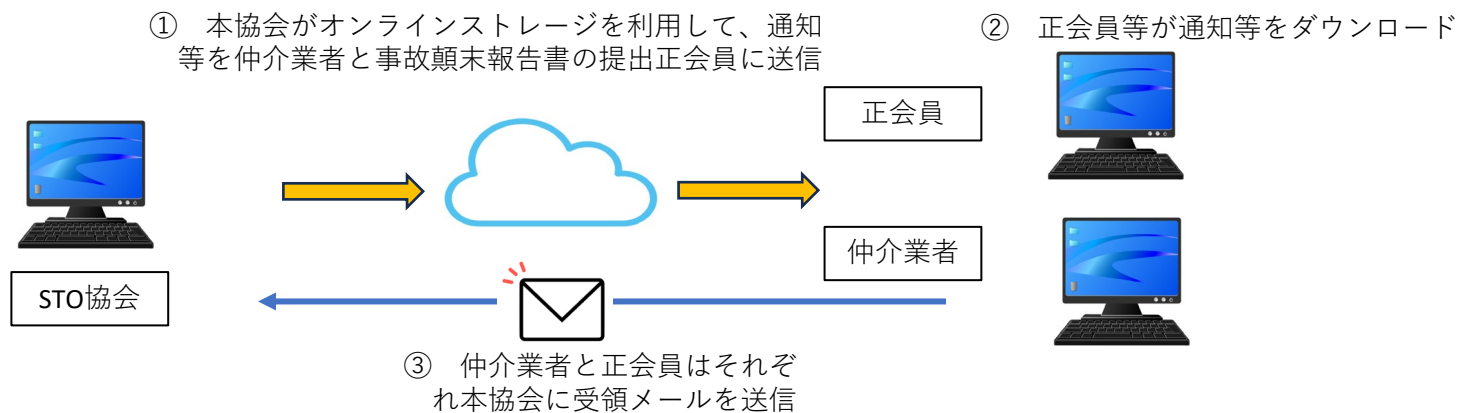 ① 本協会がオンラインストレージを利用して、通知
等を仲介業者と事故顛末報告書の提出正会員に送信
② 正会員等が通知等をダウンロード
正会員
仲介業者
STO協会
③ 仲介業者と正会員はそれぞ
れ本協会に受領メールを送信